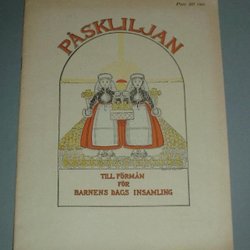 PÅSKLILJAN
TILL FÖRMÅN
FÖR
BARNENS DAGS INSAMLING